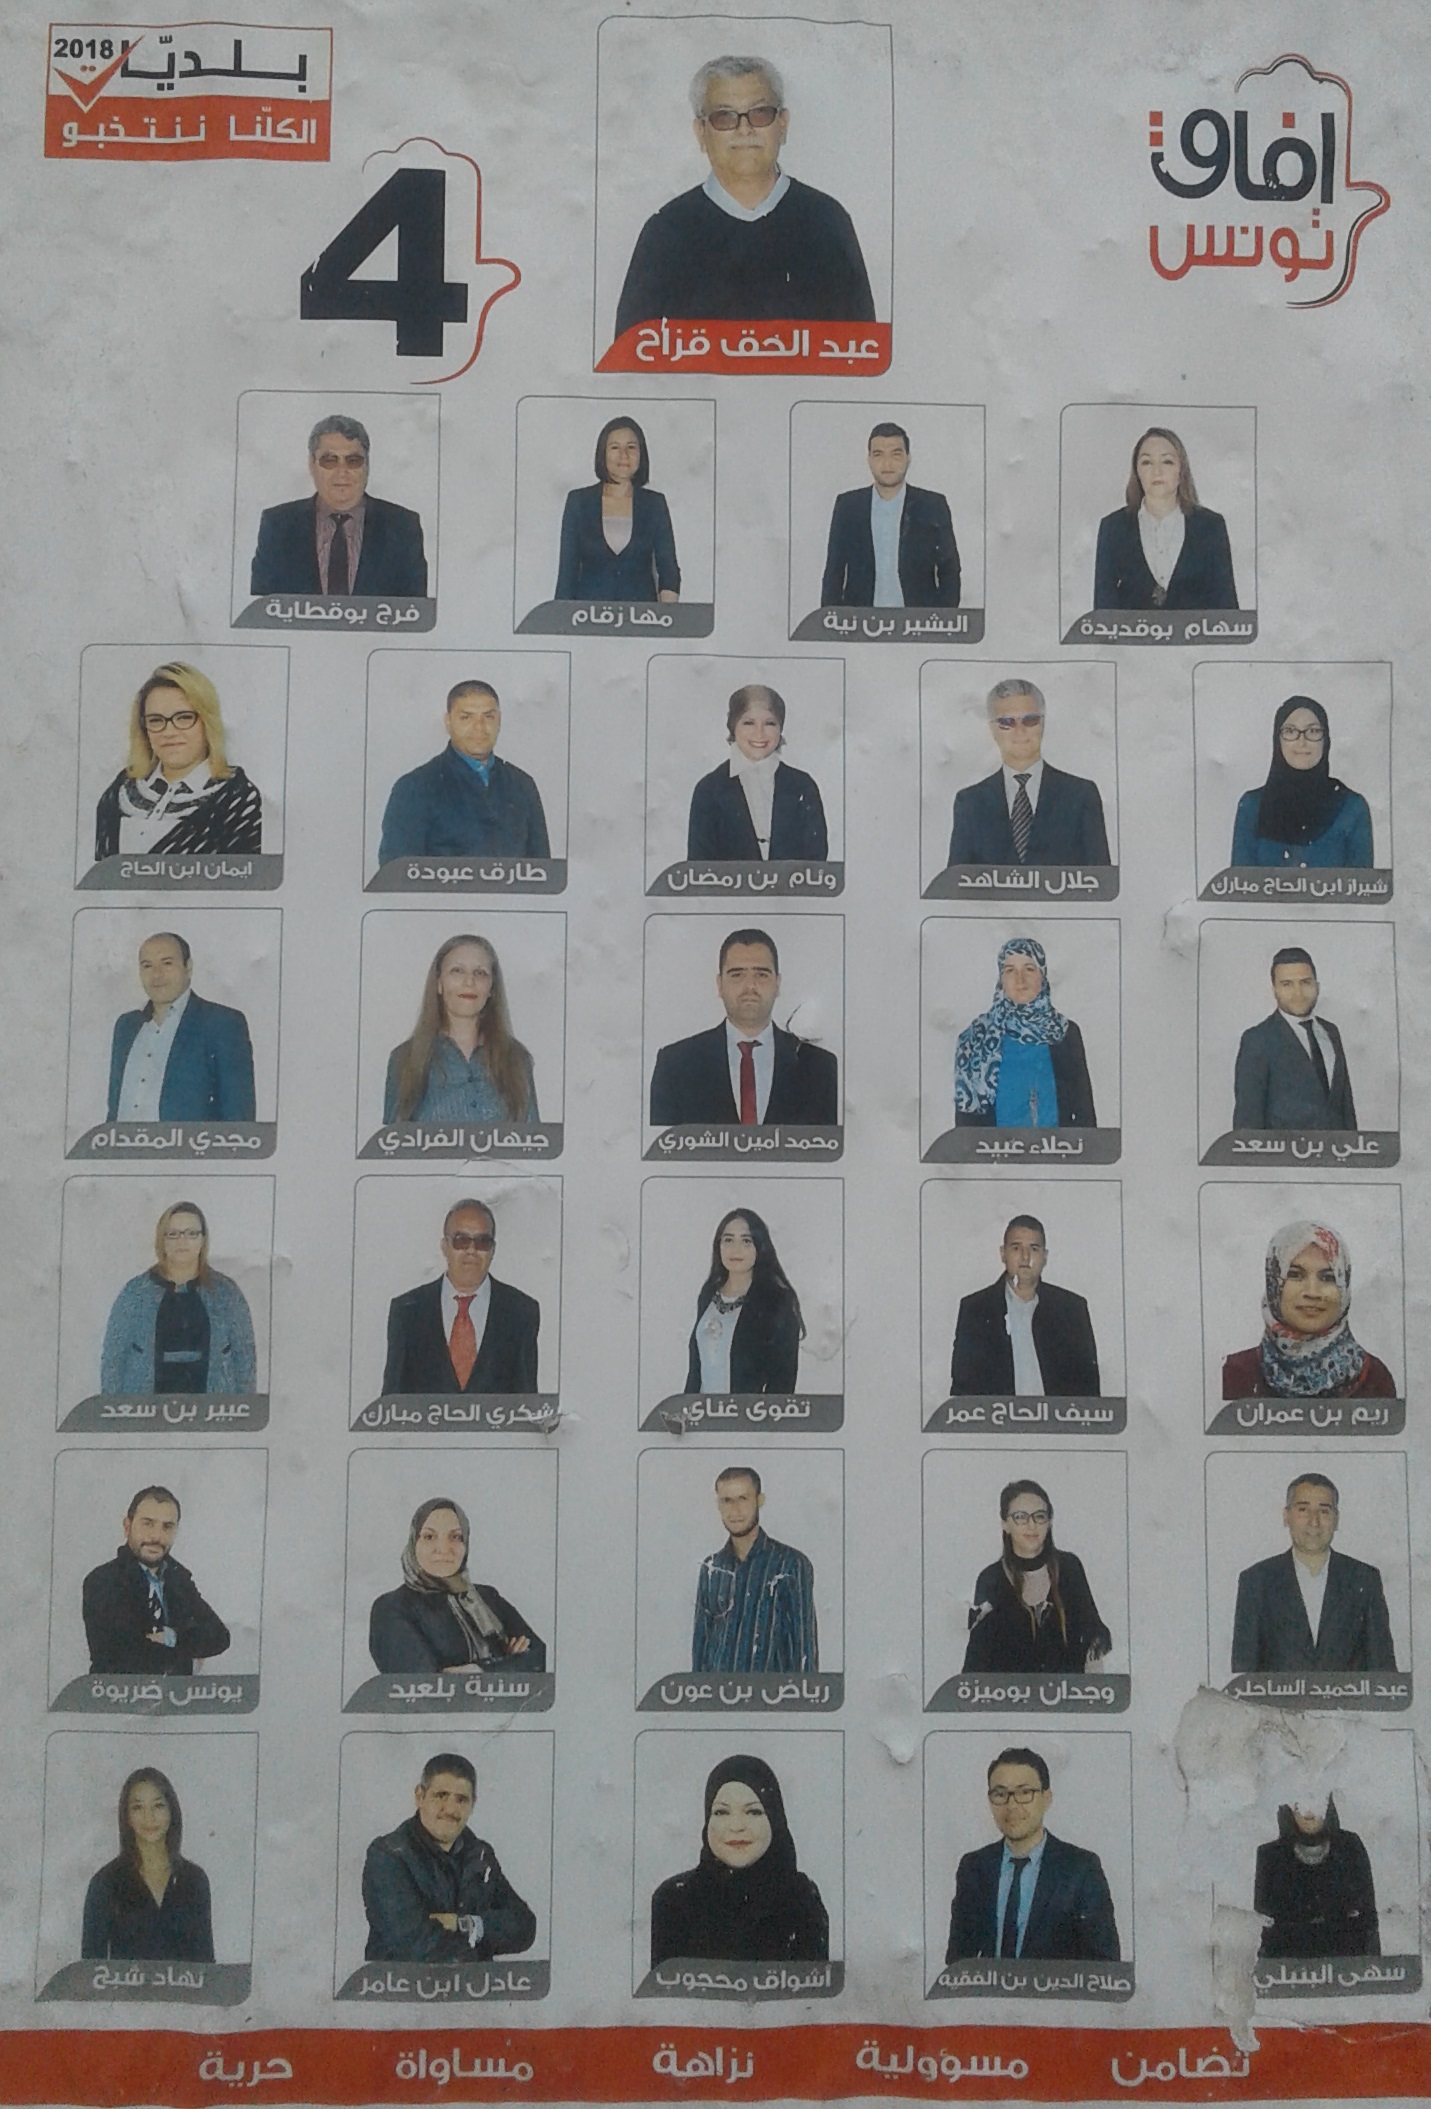 بلديّات 2018
الكلّنا ننتخبو
4
آفاق
تونس
عبد الحق قزاح
سهام بوقديدة
البشير بن نية
مها زقام
فرج بوقطاية
شيراز ابن الحاج مبارك
جلال الشاهد
وئام بن رمضان
طارق عبودة
ايمان ابن الحاج
علي بن سعد
نجلاء عبيد
محمد أمين الشوري
جيهان الفرادي
مجدي المقدام
ريم بن عمران
سيف الحاج عمر
تقوى غناي
شكري الحاج مبارك
عبير بن سعد
عبد الحميد الساحلي
وجدان بوميزة
رياض بن عون
سنية بلعيد
يونس ضريوة
سهى البنبلي
صلاح الدين بن الفقيه
أشواق محجوب
عادل ابن عامر
نهاد شيخ
تضامن مسؤولية نزاهة مساواة حرية